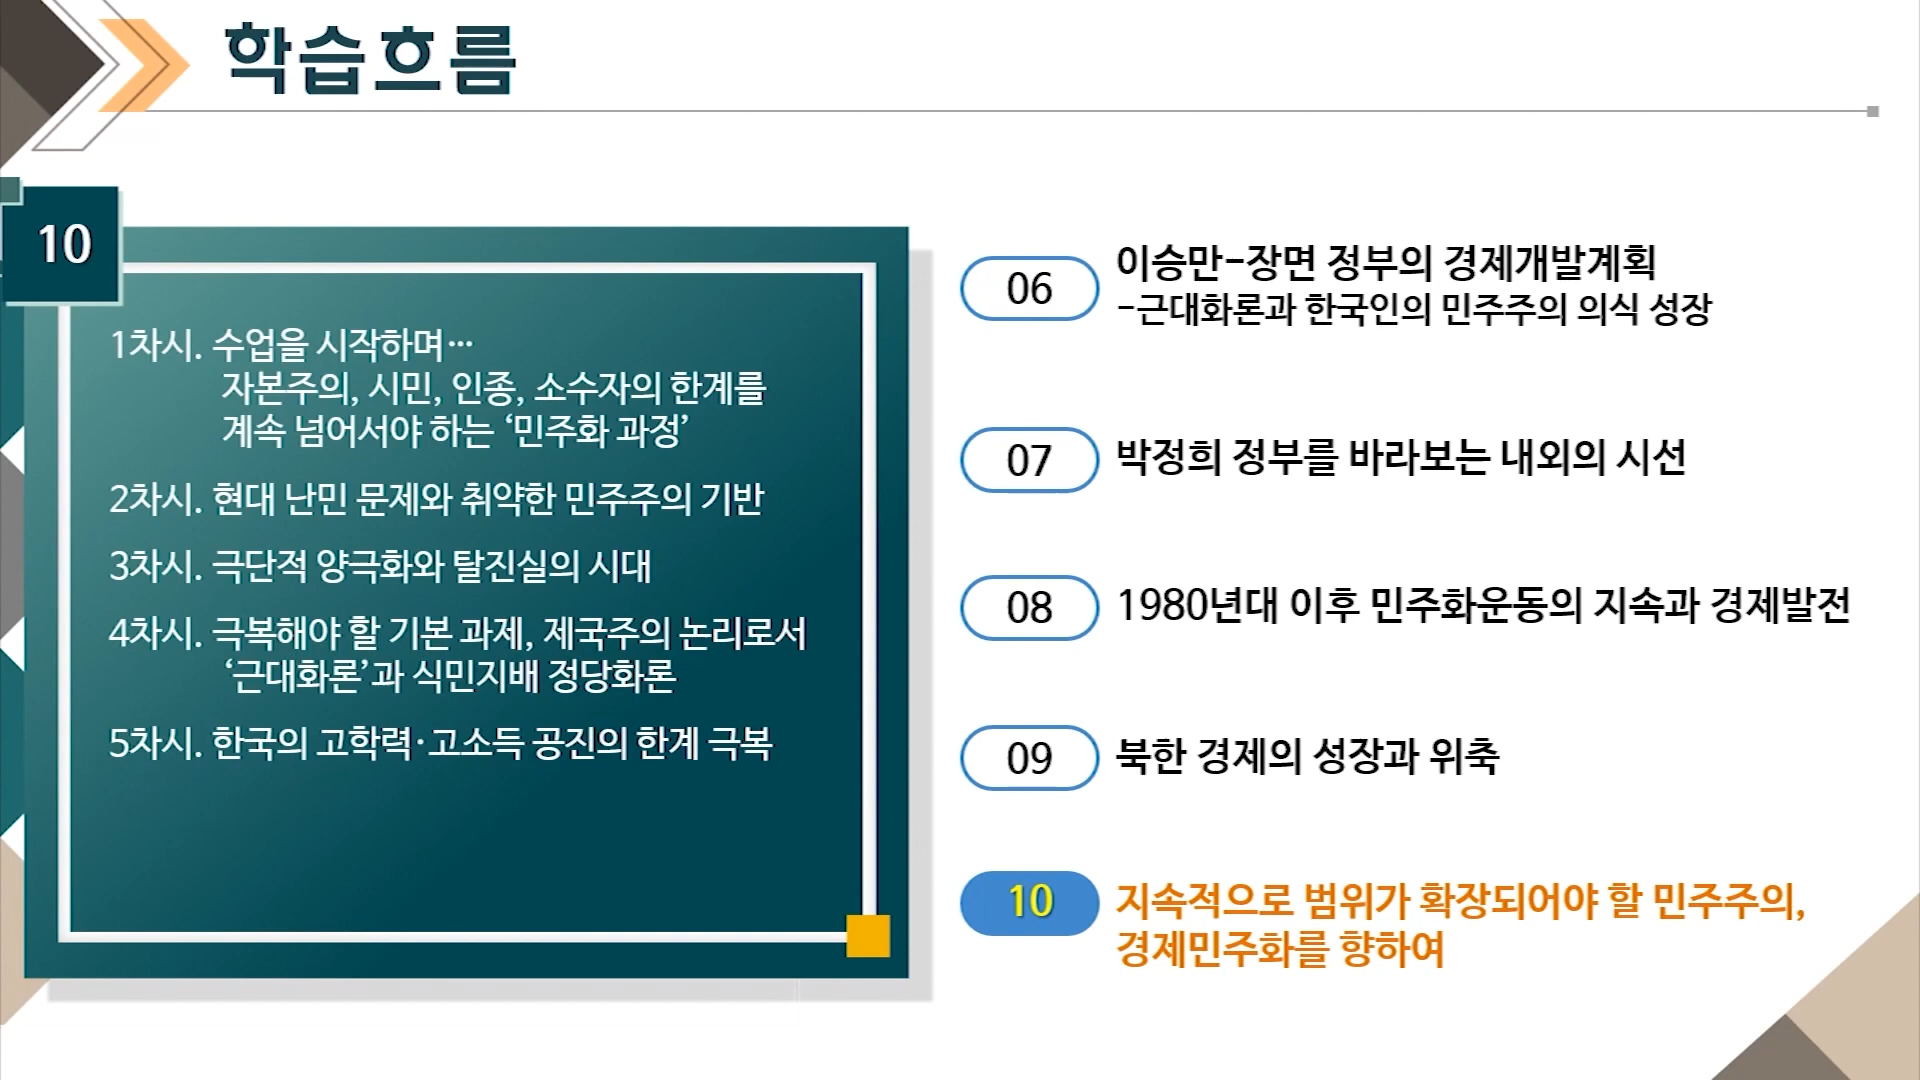 학습흐름
10
1차시. 수업을 시작하며…
자본주의, 시민, 인종, 소수자의 한계를
계속 넘어서야 하는 ‘민주화 과정’
2차시. 현대 난민 문제와 취약한 민주주의 기반
3차시. 극단적 양극화와 탈진실의 시대
4차시. 극복해야 할 기본 과제, 제국주의 논리로서
‘근대화론’과 식민지배 정당화론
5차시. 한국의 고학력·고소득 공진의 한계 극복
06
이승만-장면 정부의 경제개발계획
-근대화론과 한국인의 민주주의 의식 성장
07
박정희 정부를 바라보는 내외의 시선
08
1980년대 이후 민주화운동의 지속과 경제발전
09
북한 경제의 성장과 위축
10
지속적으로 범위가 확장되어야 할 민주주의,
경제민주화를 향하여